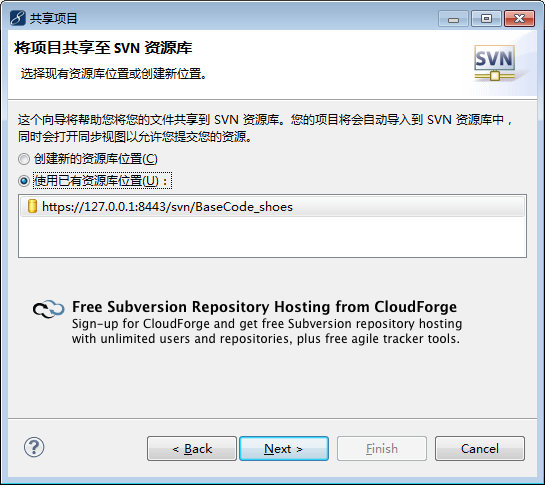 共享项目
将项目共享至 SVN 资源库
选择现有资源库位置或创建新位置。
SVN
这个向导将帮助您将您的文件共享到 SVN 资源库。您的项目将会自动导入到 SVN 资源库中，
同时会打开同步视图以允许您提交您的资源。
创建新的资源库位置(C)
使用已有资源库位置(U)：
https://127.0.0.1:8443/svn/BaseCode_shoes
Free Subversion Repository Hosting from CloudForge
Sign-up for CloudForge and get free Subversion repository hosting
with unlimited users and repositories, plus free agile tracker tools.
?
< Back
Next >
Finish
Cancel